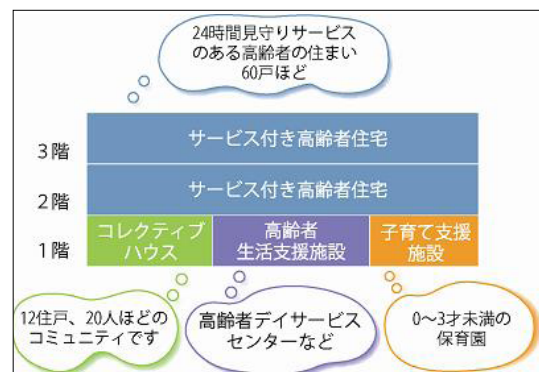 24時間見守りサービス
のある高齢者の住まい
60戸ほど
3階
サービス付き高齢者住宅
2階
サービス付き高齢者住宅
1階
コレクティブ
ハウス
高齢者
生活支援施設
子育て支援
施設
12住戸、20人ほどの
コミュニティです
高齢者デイサービス
センターなど
0〜3才未満の
保育園